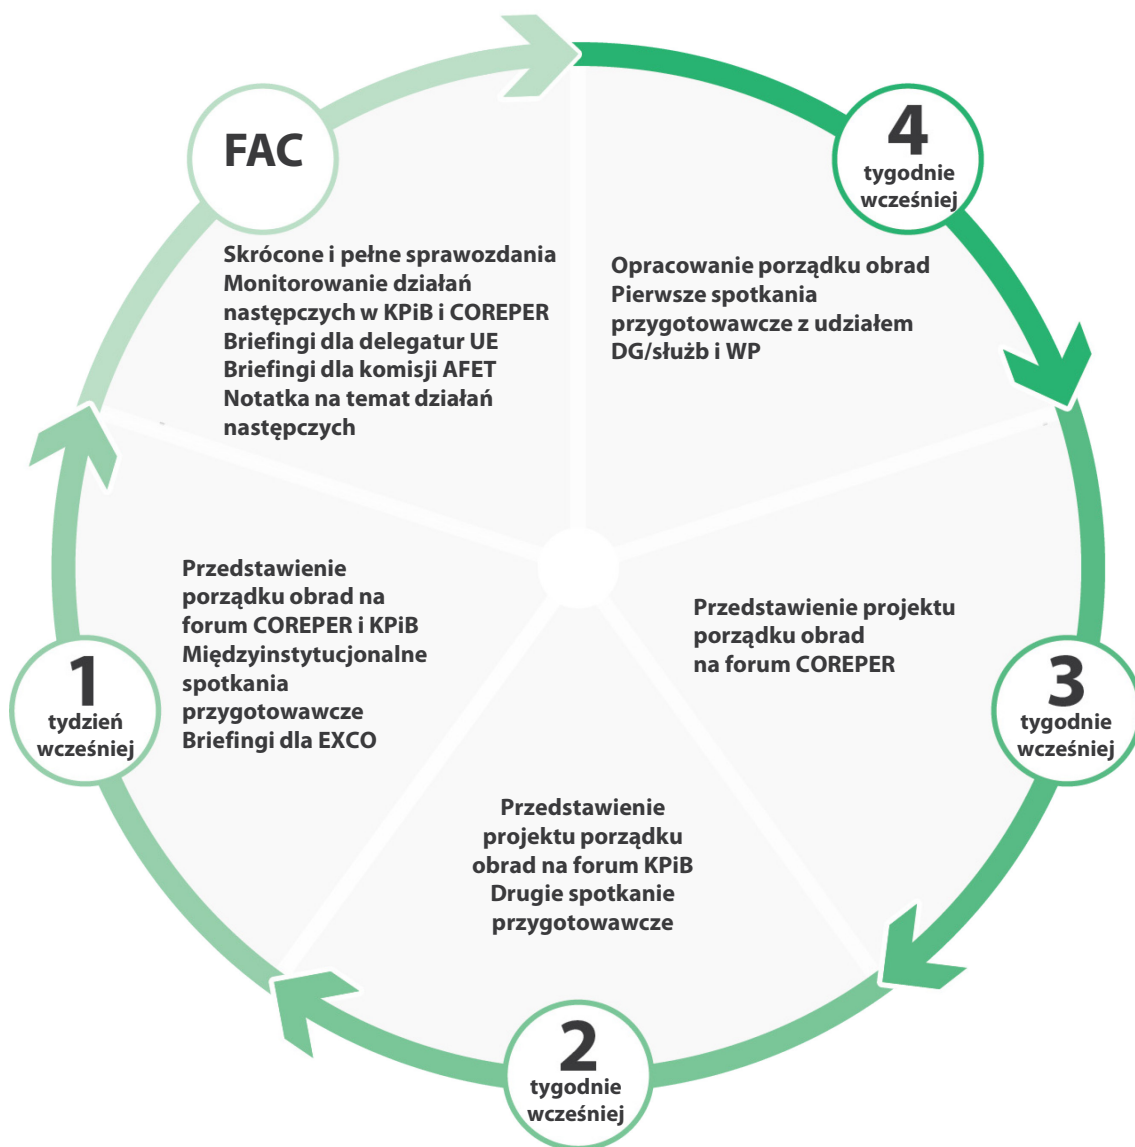 FAC
Skrócone i pełne sprawozdania
Monitorowanie działań
następczych w KPiB i COREPER
Briefingi dla delegatur UE
Briefingi dla komisji AFET
Notatka na temat działań
następczych
4
tygodnie
wcześniej
Opracowanie porządku obrad
Pierwsze spotkania
przygotowawcze z udziałem
DG/służb i WP
3
tygodnie
wcześniej
Przedstawienie projektu
porządku obrad
na forum COREPER
2
tygodnie
wcześniej
Przedstawienie
projektu porządku
obrad na forum KPiB
Drugie spotkanie
przygotowawcze
1
tydzień
wcześniej
Przedstawienie
porządku obrad na
forum COREPER i KPiB
Międzyinstytucjonalne
spotkania
przygotowawcze
Briefingi dla EXCO